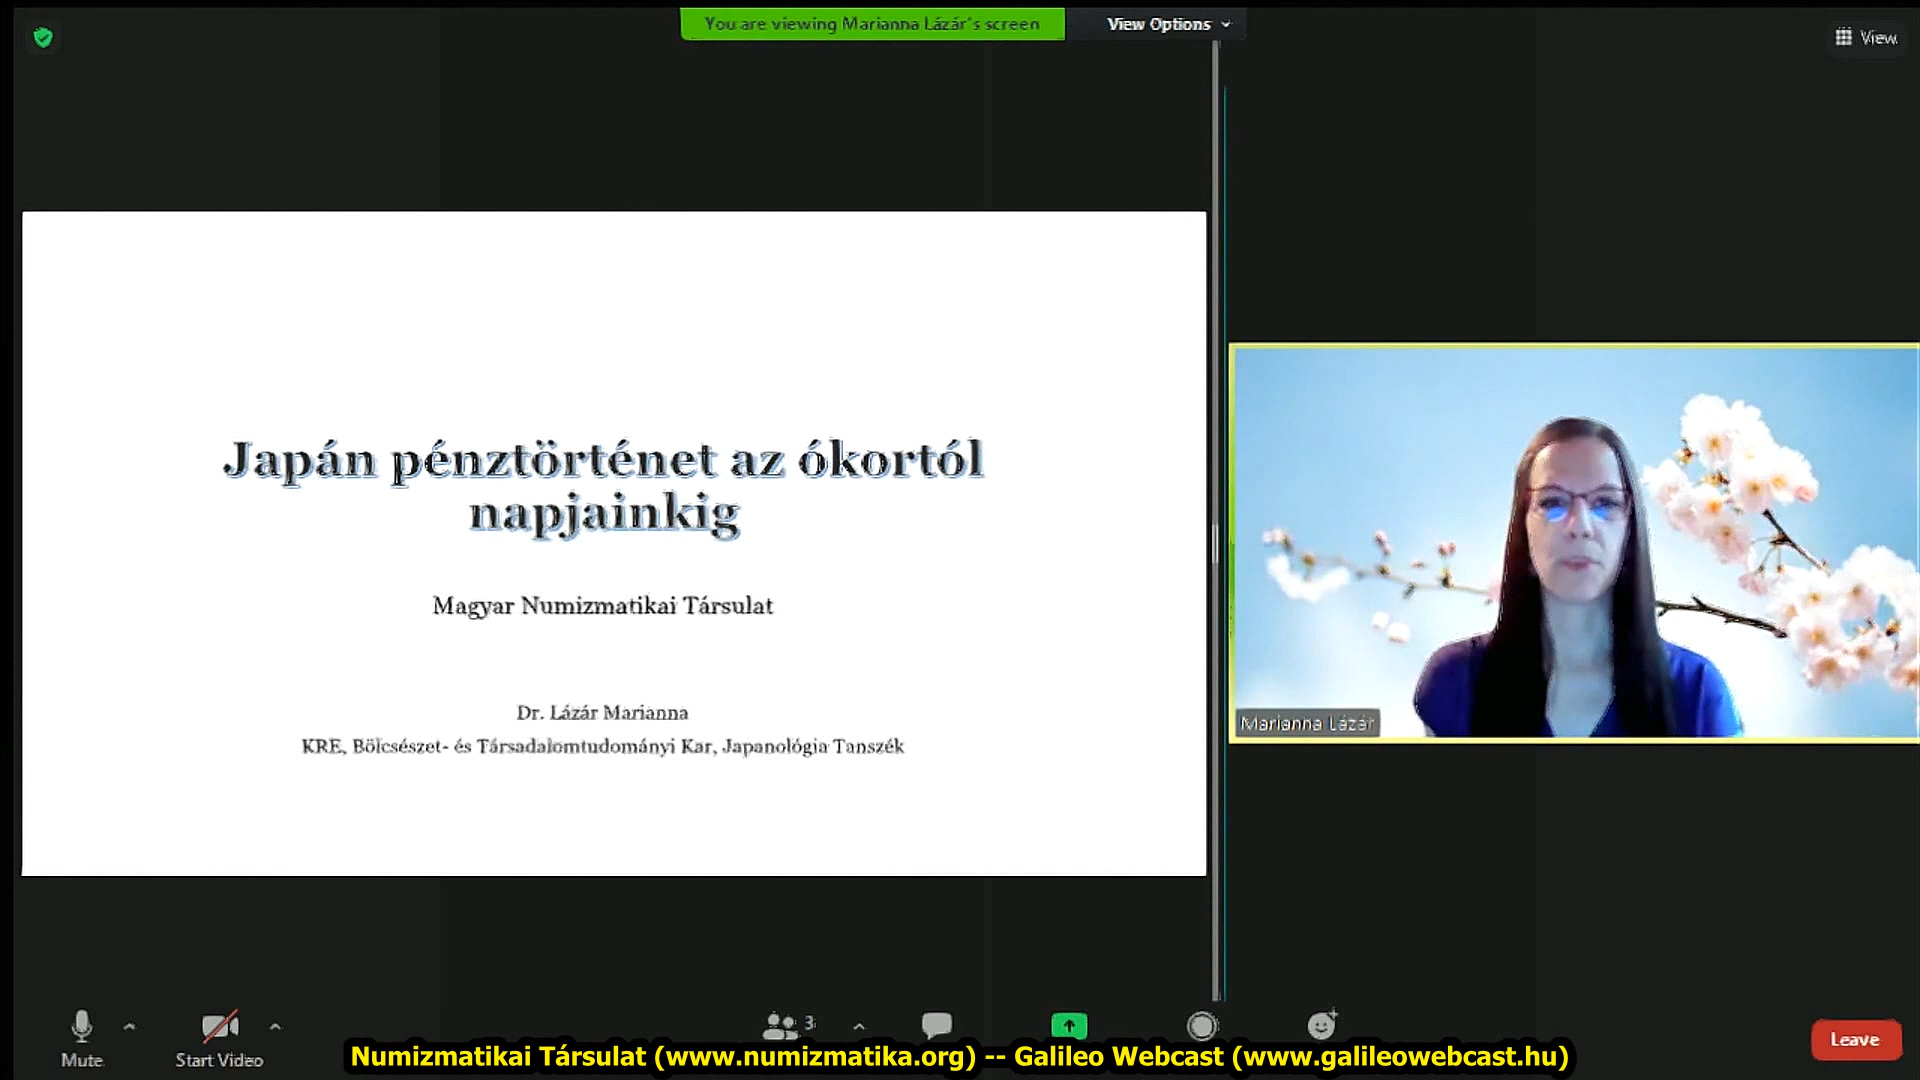 You are viewing Marianna Lázár's screen
View Options
View
Japán pénztörténet az ókortól
napjainkig
Magyar Numizmatikai Társulat
Dr. Lázár Marianna
KRE, Bölcsészet- és Társadalomtudományi Kar, Japanológia Tanszék
Marianna Lázár
3
Mute
Start Video
Leave
Numizmatikai Társulat (www.numizmatika.org) -- Galileo Webcast (www.galileowebcast.hu)